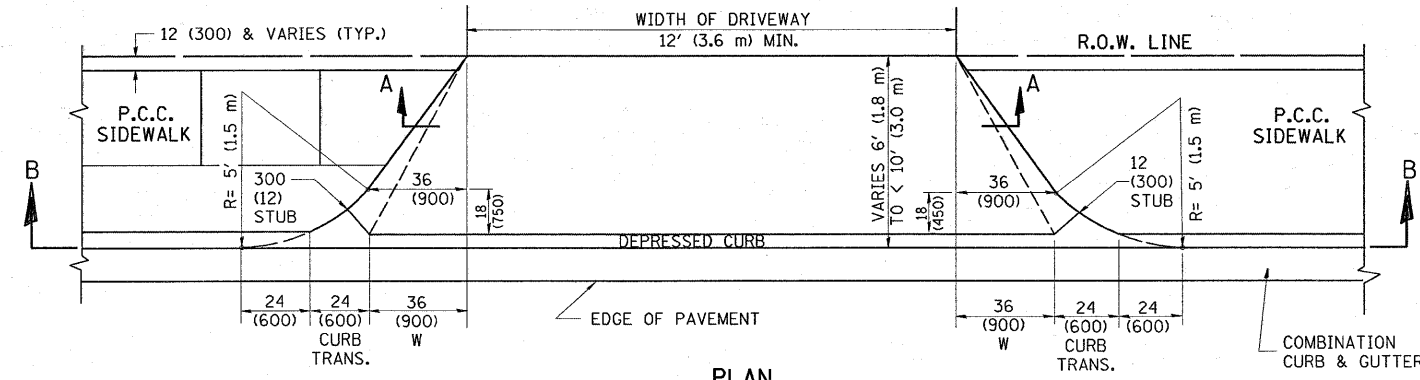 12 (300) & VARIES (TYP.)
WIDTH OF DRIVEWAY
12' (3.6 m) MIN.
R.O.W. LINE
A
A
P.C.C.
SIDEWALK
P.C.C.
SIDEWALK
R= 5' (1.5 m)
VARIES 6' (1.8 m)
TO < 10' (3.0 m)
R= 5' (1.5 m)
B
B
300
(12)
STUB
36
(900)
18
(750)
18
(450)
36
(900)
12
(300)
STUB
DEPRESSED CURB
24
(600)
24
(600)
CURB
TRANS.
36
(900)
W
EDGE OF PAVEMENT
36
(900)
W
24
(600)
CURB
TRANS.
24
(600)
COMBINATION
CURB & GUTTER
PLAN